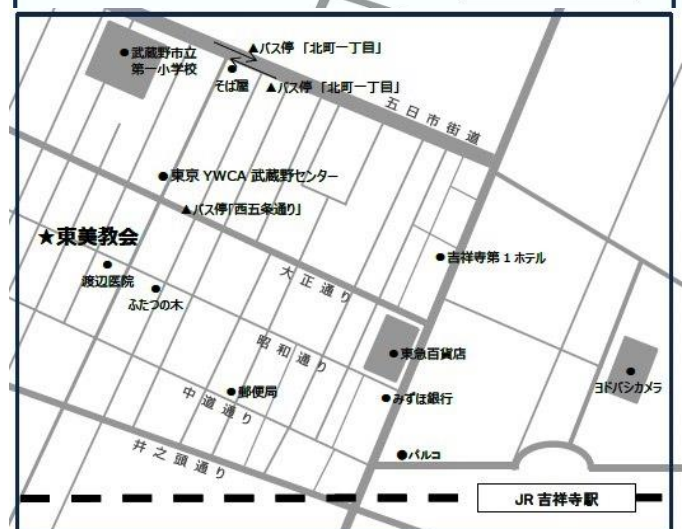 ▲バス停「北町一丁目」
●武蔵野市立
第一小学校
●
そば屋
▲バス停「北町一丁目」
五日市街道
●東京 YWCA 武蔵野センター
▲バス停「西五条通り」
★東美教会
●
渡辺医院
●
ふたつの木
●吉祥寺第1ホテル
大正通り
昭和通り
●東急百貨店
●
ヨドバシカメラ
中道通り
●郵便局
●みずほ銀行
井之頭通り
●パルコ
JR 吉祥寺駅